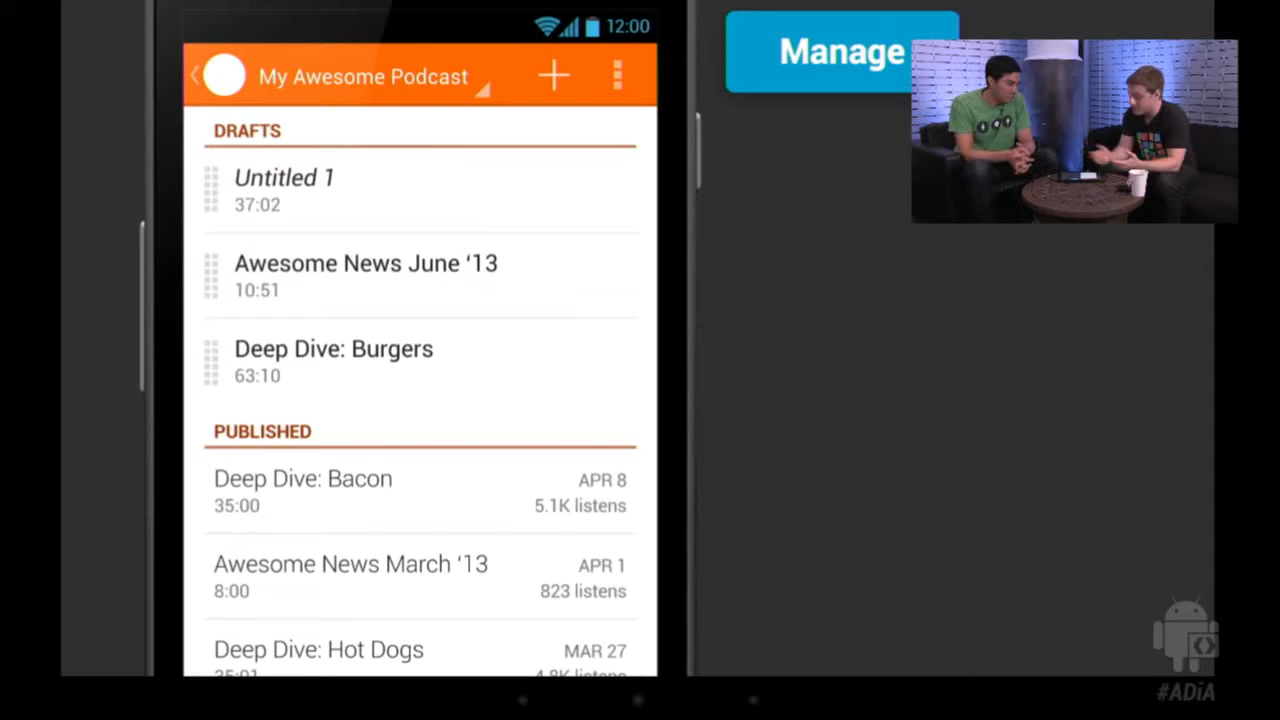 12:00
My Awesome Podcast
Manage
DRAFTS
Untitled 1
37:02
Awesome News June ‘13
10:51
Deep Dive: Burgers
63:10
PUBLISHED
Deep Dive: Bacon APR 8
35:00 5.1K listens
Awesome News March ‘13 APR 1
8:00 823 listens
Deep Dive: Hot Dogs MAR 27
#ADiA